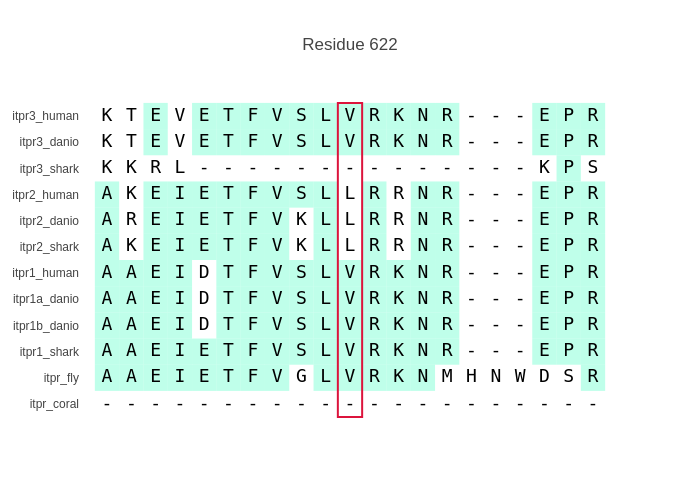 Residue 622
itpr3_human K T E V E T F V S L V R K N R - - - E P R
itpr3_danio K T E V E T F V S L V R K N R - - - E P R
itpr3_shark K K R L - - - - - - - - - - - - - - K P S
itpr2_human A K E I E T F V S L L R R N R - - - E P R
itpr2_danio A R E I E T F V K L L R R N R - - - E P R
itpr2_shark A K E I E T F V K L L R R N R - - - E P R
itpr1_human A A E I D T F V S L V R K N R - - - E P R
itpr1a_danio A A E I D T F V S L V R K N R - - - E P R
itpr1b_danio A A E I D T F V S L V R K N R - - - E P R
itpr1_shark A A E I E T F V S L V R K N R - - - E P R
itpr_fly A A E I E T F V G L V R K N M H N W D S R
itpr_coral - - - - - - - - - - - - - - - - - - - - -